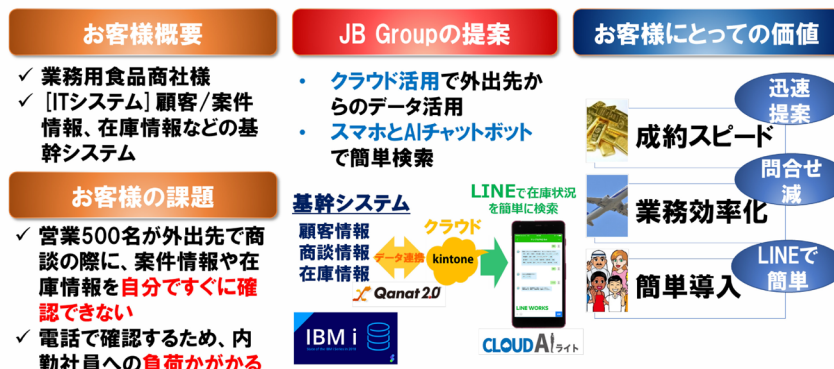 お客様概要
✓ 業務用食品商社様
✓ [ITシステム] 顧客/案件
情報、在庫情報などの基
幹システム
お客様の課題
✓ 営業500名が外出先で商
談の際に、案件情報や在
庫情報を自分ですぐに確
認できない
✓ 電話で確認するため、内
勤社員への負荷がかかる
JB Groupの提案
• クラウド活用で外出先か
らのデータ活用
• スマホとAIチャットボット
で簡単検索
基幹システム
顧客情報
商談情報
在庫情報
データ連携
Qanat 2.0
IBM i
クラウド
kintone
LINEで在庫状況
を簡単に検索
LINE WORKS
CLOUD AI ライト
お客様にとっての価値
迅速
提案
成約スピード
問合せ
減
業務効率化
LINEで
簡単
簡単導入